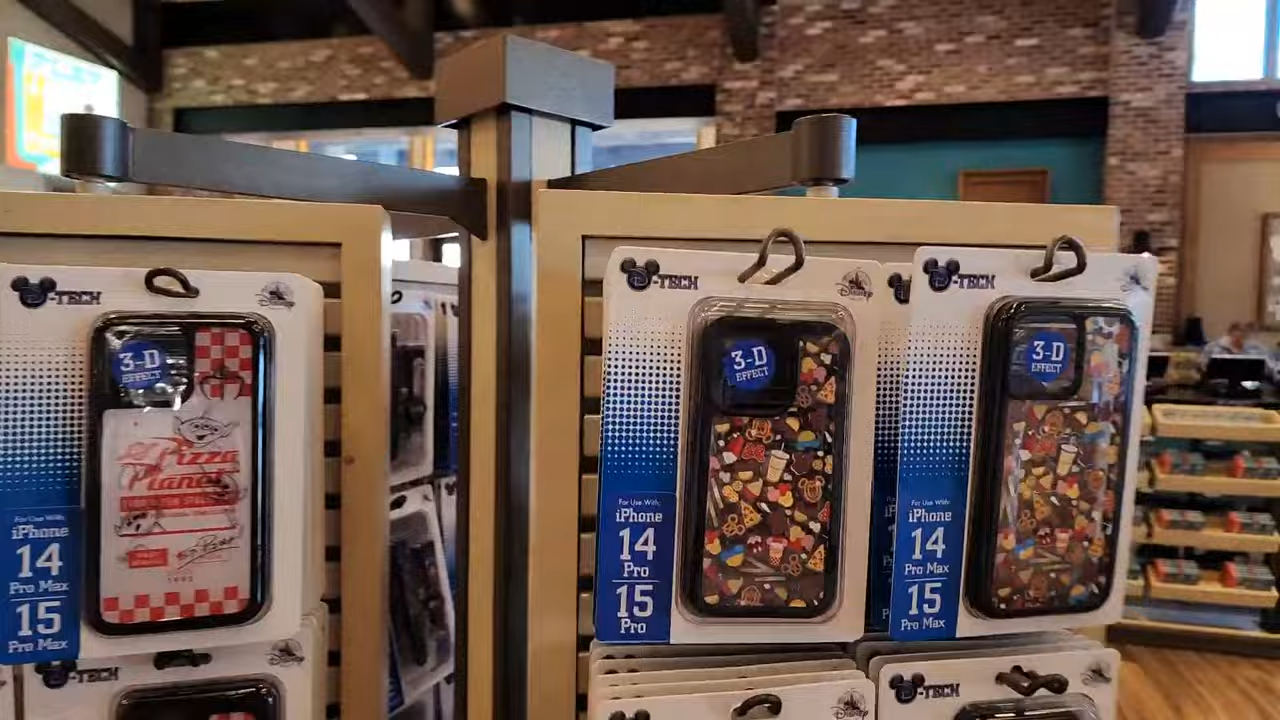 D-TECH
3-D
EFFECT
Pizza
Planet
For Use With:
iPhone
14
Pro Max
15
Pro Max
D-TECH
D-TECH
Disney
3-D
EFFECT
For Use With:
iPhone
14
Pro
15
Pro
D-TECH
3-D
EFFECT
For Use With:
iPhone
14
Pro Max
15
Pro Max
D-TECH
Disney